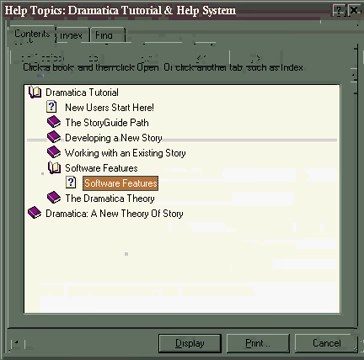 Help Topics: Dramatica Tutorial & Help System
Contents Index Find
Click a book, and then click Open. Or click another tab, such as Index.
Dramatica Tutorial
New Users Start Here!
The StoryGuide Path
Developing a New Story
Working with an Existing Story
Software Features
Software Features
The Dramatica Theory
Dramatica: A New Theory Of Story
Display Print... Cancel